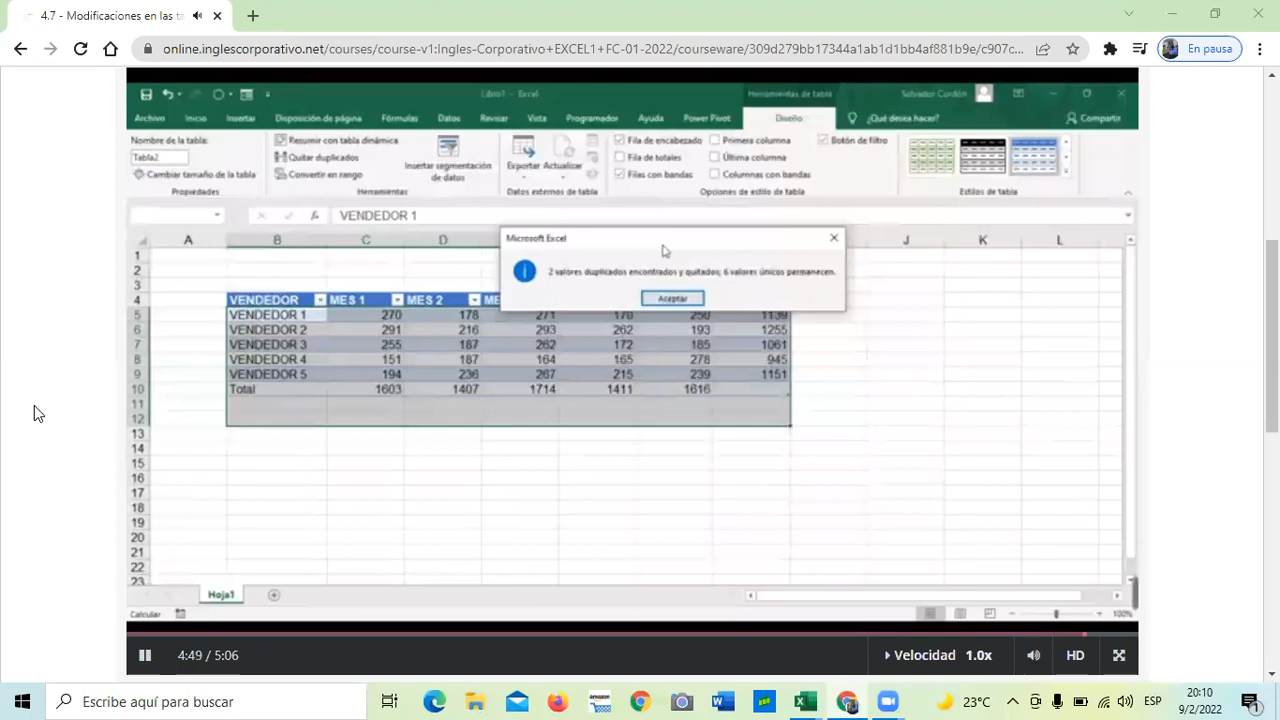 4.7 - Modificaciones en las ta
online.inglescorporativo.net/courses/course-v1:Ingles-Corporativo+EXCEL1+FC-01-2022/courseware/309d279bb17344a1ab1d1bb4af881b9e/c907c...
En pausa
Libro1 - Excel
Herramientas de tabla
Salvador Cordón
Archivo Inicio Insertar Disposición de página Fórmulas Datos Revisar Vista Programador Ayuda Power Pivot Diseño ¿Qué desea hacer? Compartir
Nombre de la tabla:
Tabla2
Cambiar tamaño de la tabla
Propiedades
Resumir con tabla dinámica
Quitar duplicados
Convertir en rango
Insertar segmentación
de datos
Herramientas
Exportar Actualizar
Datos externos de tabla
Fila de encabezado Primera columna Botón de filtro
Fila de totales Última columna
Filas con bandas Columnas con bandas
Opciones de estilo de tabla
Estilos de tabla
fx VENDEDOR 1
A B C D J K L
Microsoft Excel
2 valores duplicados encontrados y quitados; 6 valores únicos permanecen.
Aceptar
1
2
3
4 VENDEDOR MES 1 MES 2 ME
5 VENDEDOR 1 270 178 271 170 250 1139
6 VENDEDOR 2 291 216 293 262 193 1255
7 VENDEDOR 3 255 187 262 172 185 1061
8 VENDEDOR 4 151 187 164 165 278 945
9 VENDEDOR 5 194 236 267 215 239 1151
10 Total 1603 1407 1714 1411 1616
11
12
13
14
15
16
17
18
19
20
21
22
23
Hoja1
Calcular
100%
4:49 / 5:06
Velocidad 1.0x
HD
Escribe aquí para buscar
amazon
23°C
ESP
20:10
9/2/2022
1